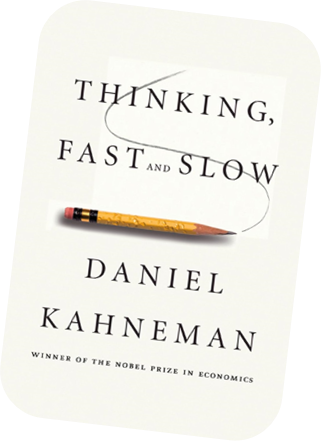 THINKING,
FAST AND SLOW
DANIEL
KAHNEMAN
WINNER OF THE NOBEL PRIZE IN ECONOMICS